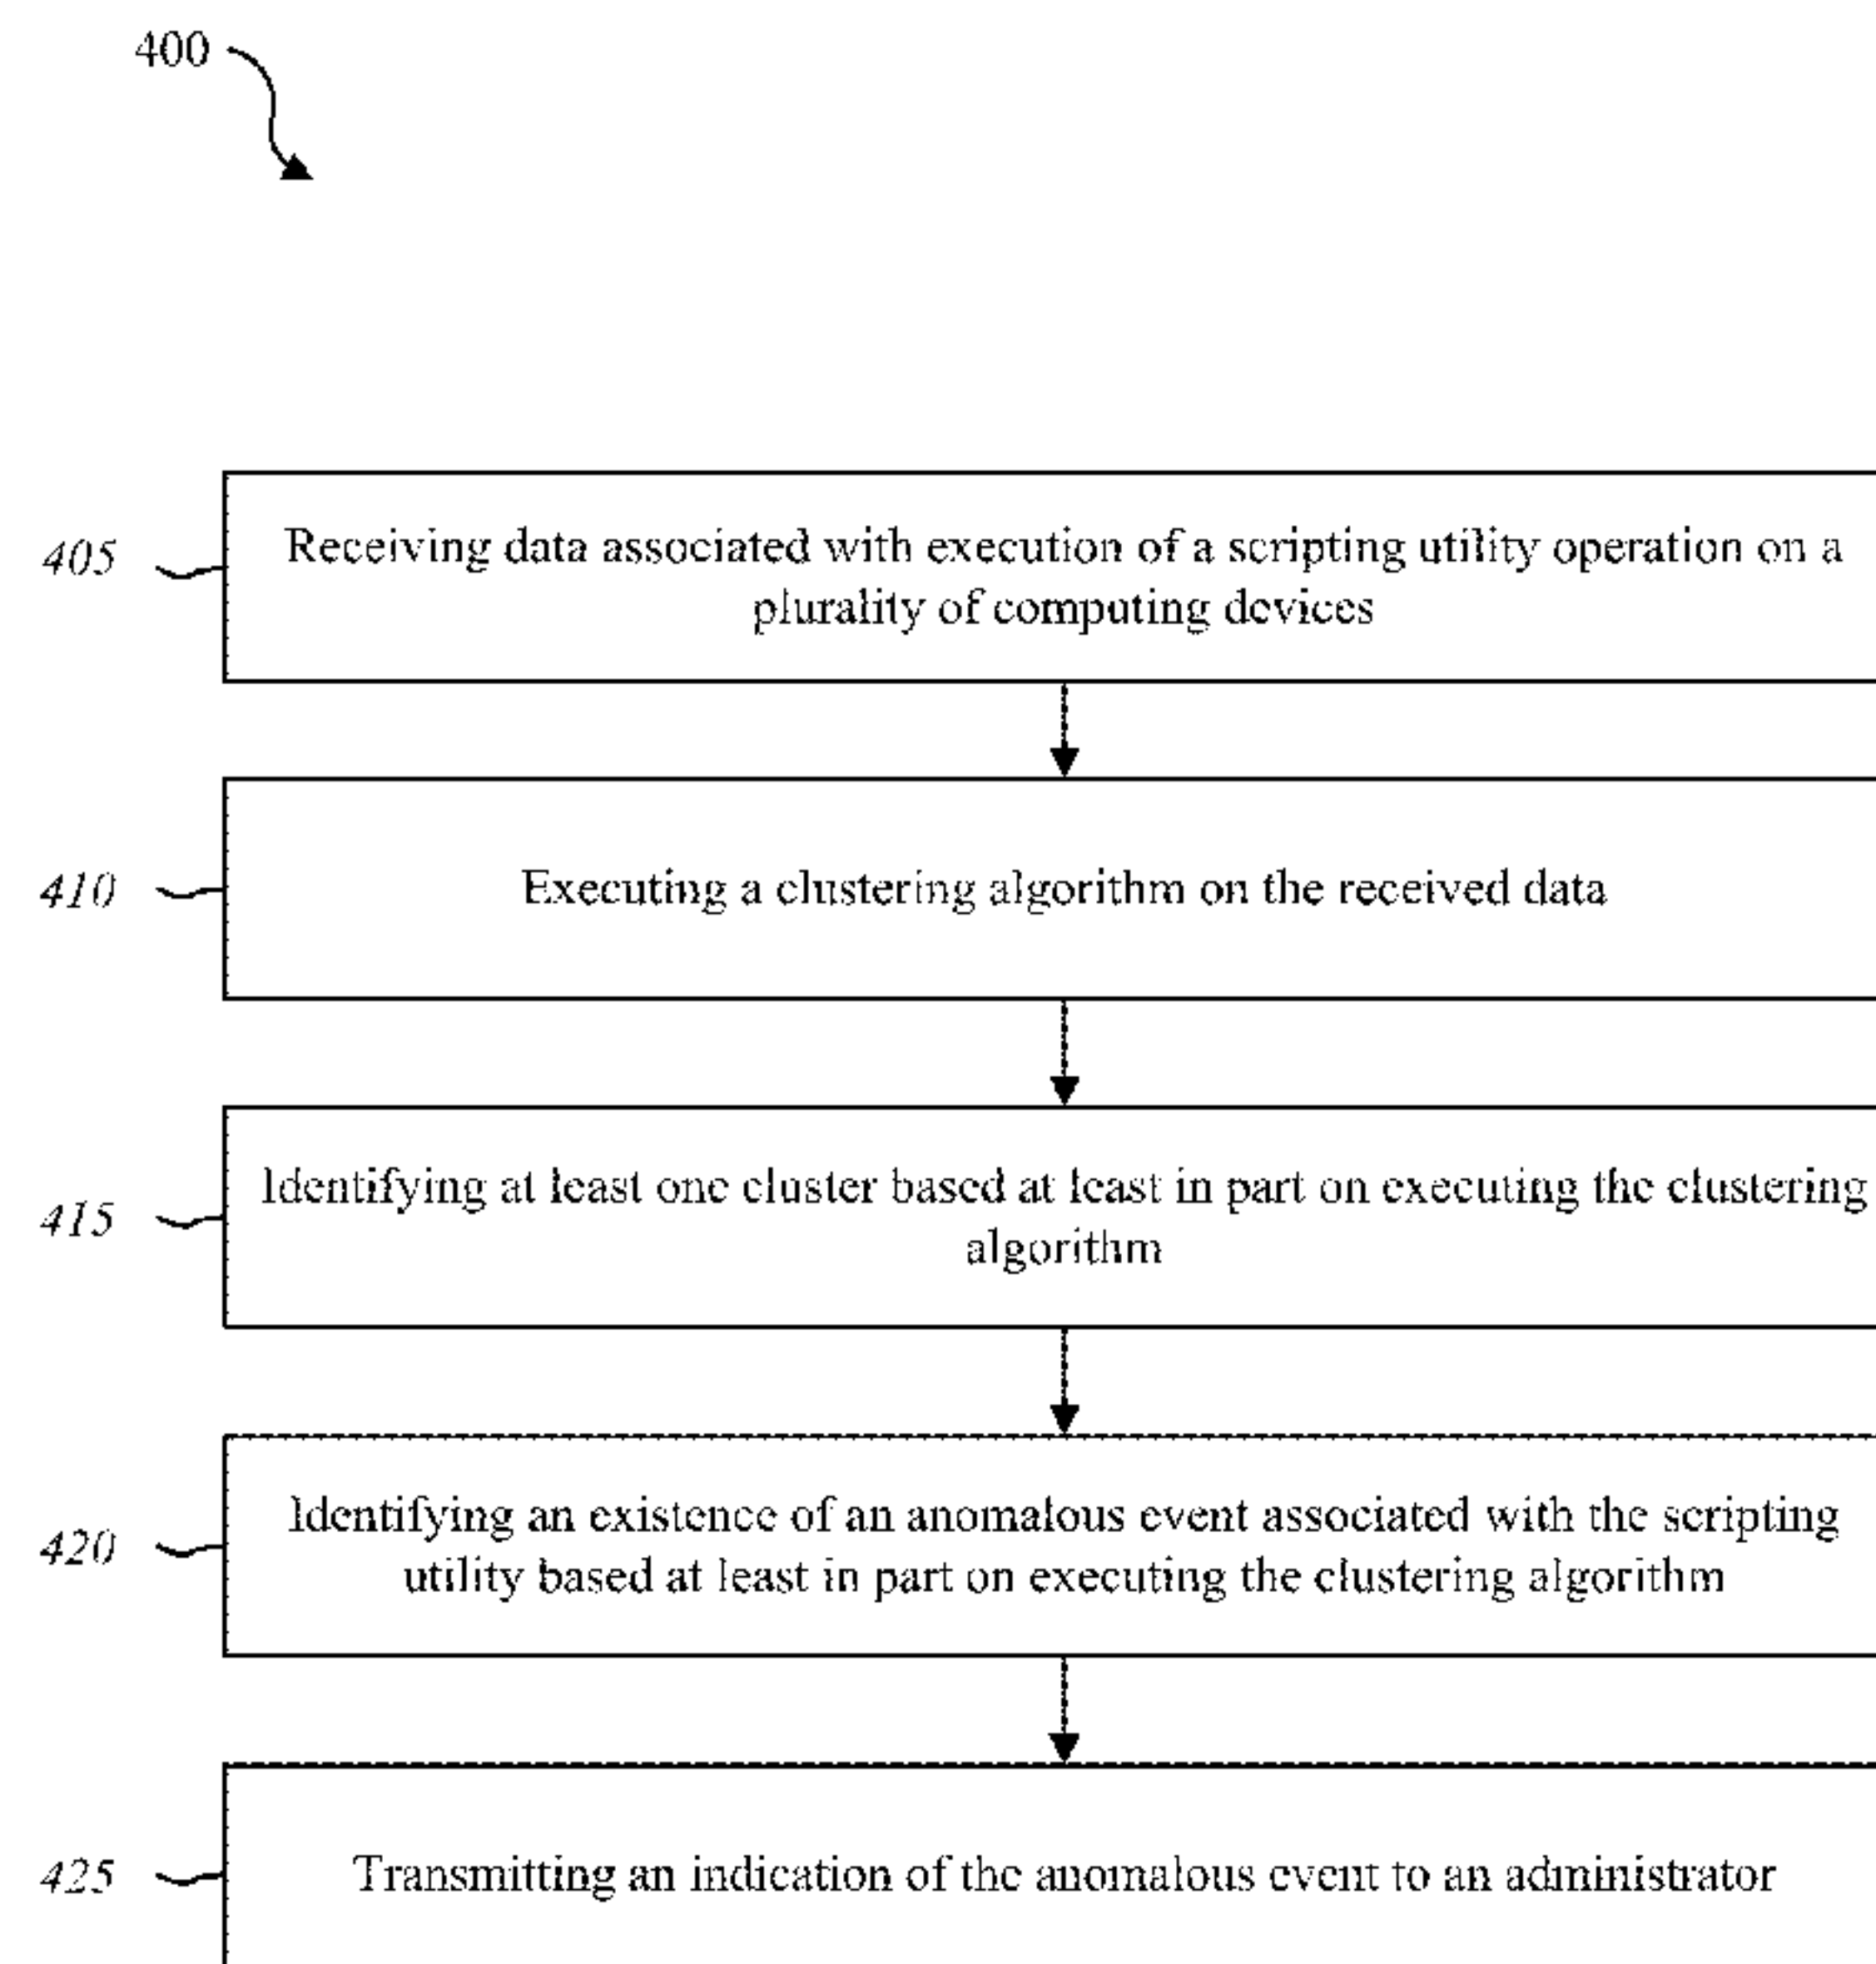 400
405
Receiving data associated with execution of a scripting utility operation on a
plurality of computing devices
410
Executing a clustering algorithm on the received data
415
Identifying at least one cluster based at least in part on executing the clustering
algorithm
420
Identifying an existence of an anomalous event associated with the scripting
utility based at least in part on executing the clustering algorithm
425
Transmitting an indication of the anomalous event to an administrator